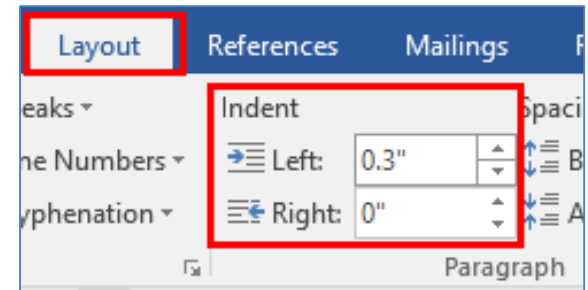 Layout References Mailings
eaks Indent Spaci
ne Numbers Left: 0.3" B
yphenation Right: 0" A
Paragraph